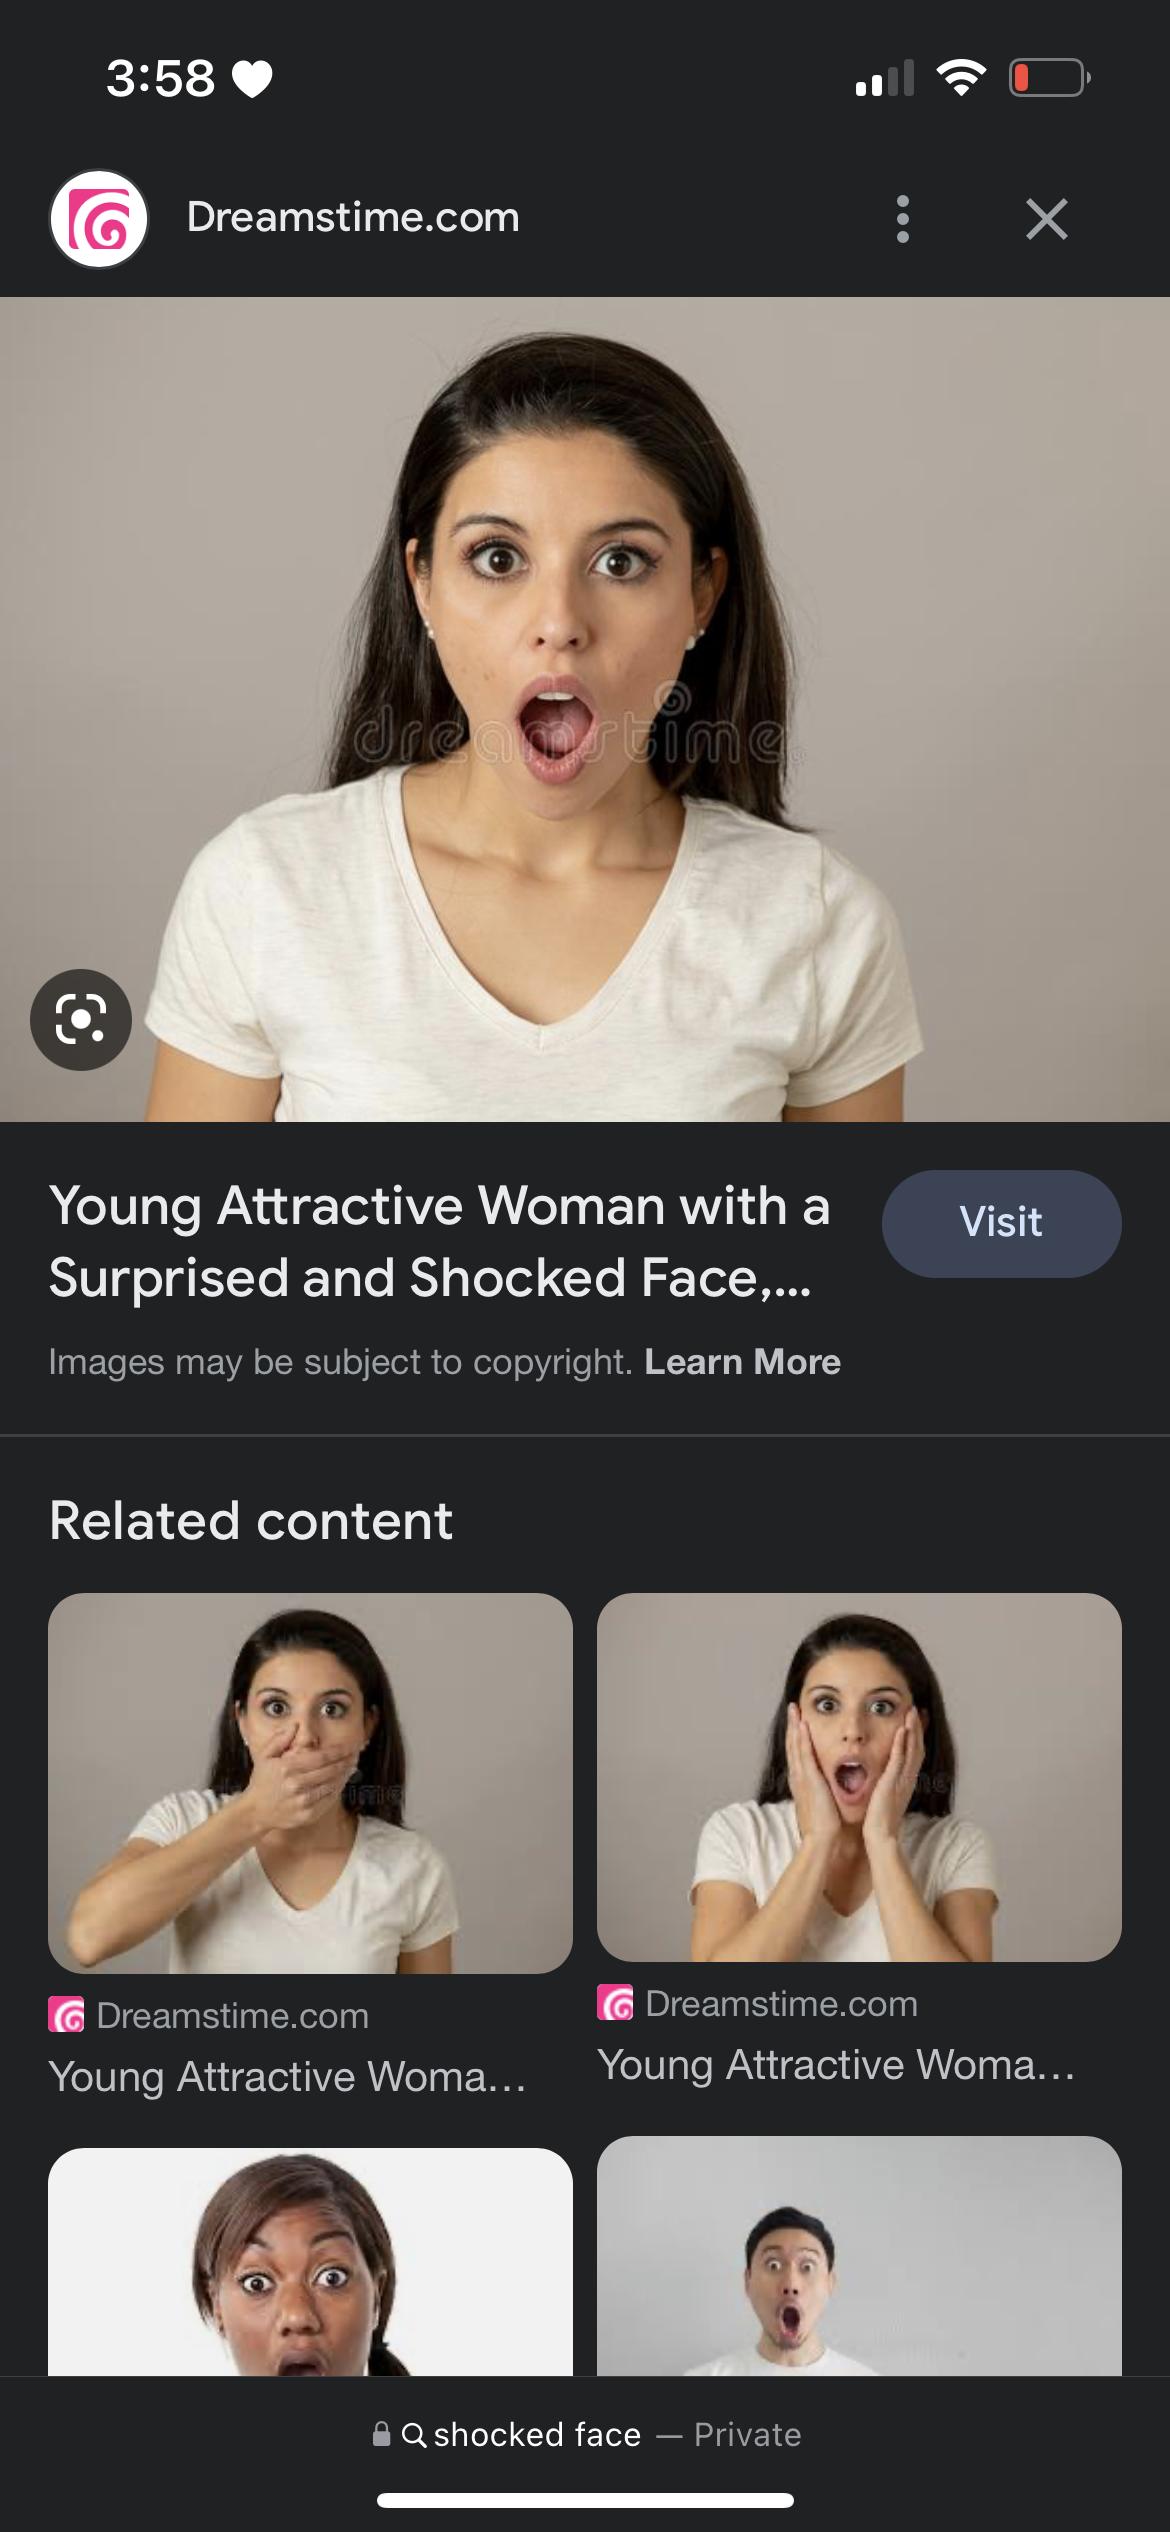 3:58
Dreamstime.com
dreamstime
Young Attractive Woman with a
Surprised and Shocked Face,...
Visit
Images may be subject to copyright. Learn More
Related content
Dreamstime.com
Young Attractive Woma...
Dreamstime.com
Young Attractive Woma...
shocked face — Private